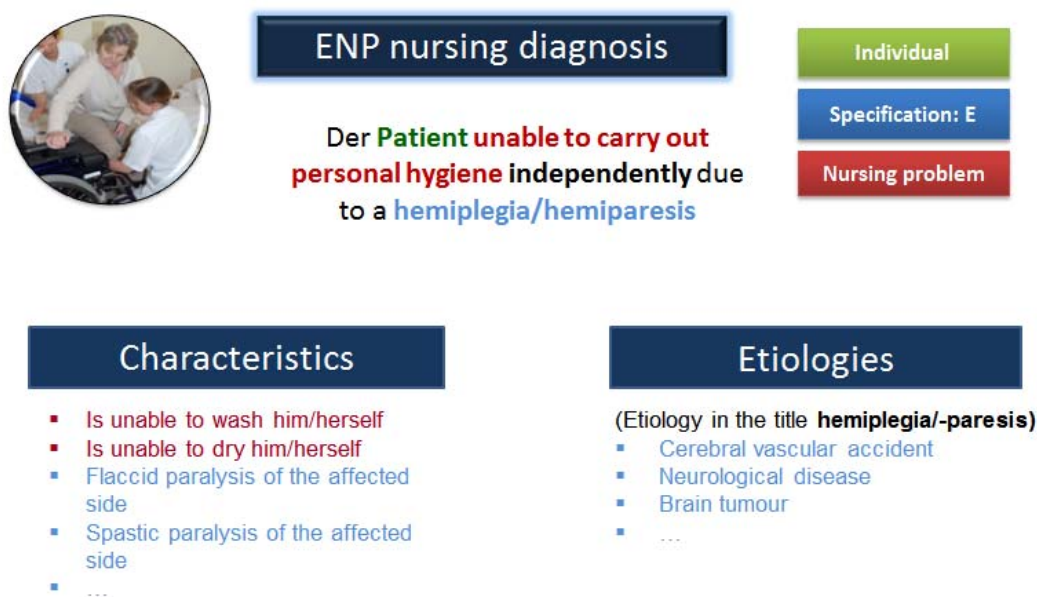 ENP nursing diagnosis
Individual
Specification: E
Nursing problem
Der Patient unable to carry out
personal hygiene independently due
to a hemiplegia/hemiparesis
Characteristics
▪ Is unable to wash him/herself
▪ Is unable to dry him/herself
▪ Flaccid paralysis of the affected
side
▪ Spastic paralysis of the affected
side
▪ ...
Etiologies
(Etiology in the title hemiplegia/-paresis)
▪ Cerebral vascular accident
▪ Neurological disease
▪ Brain tumour
▪ ...